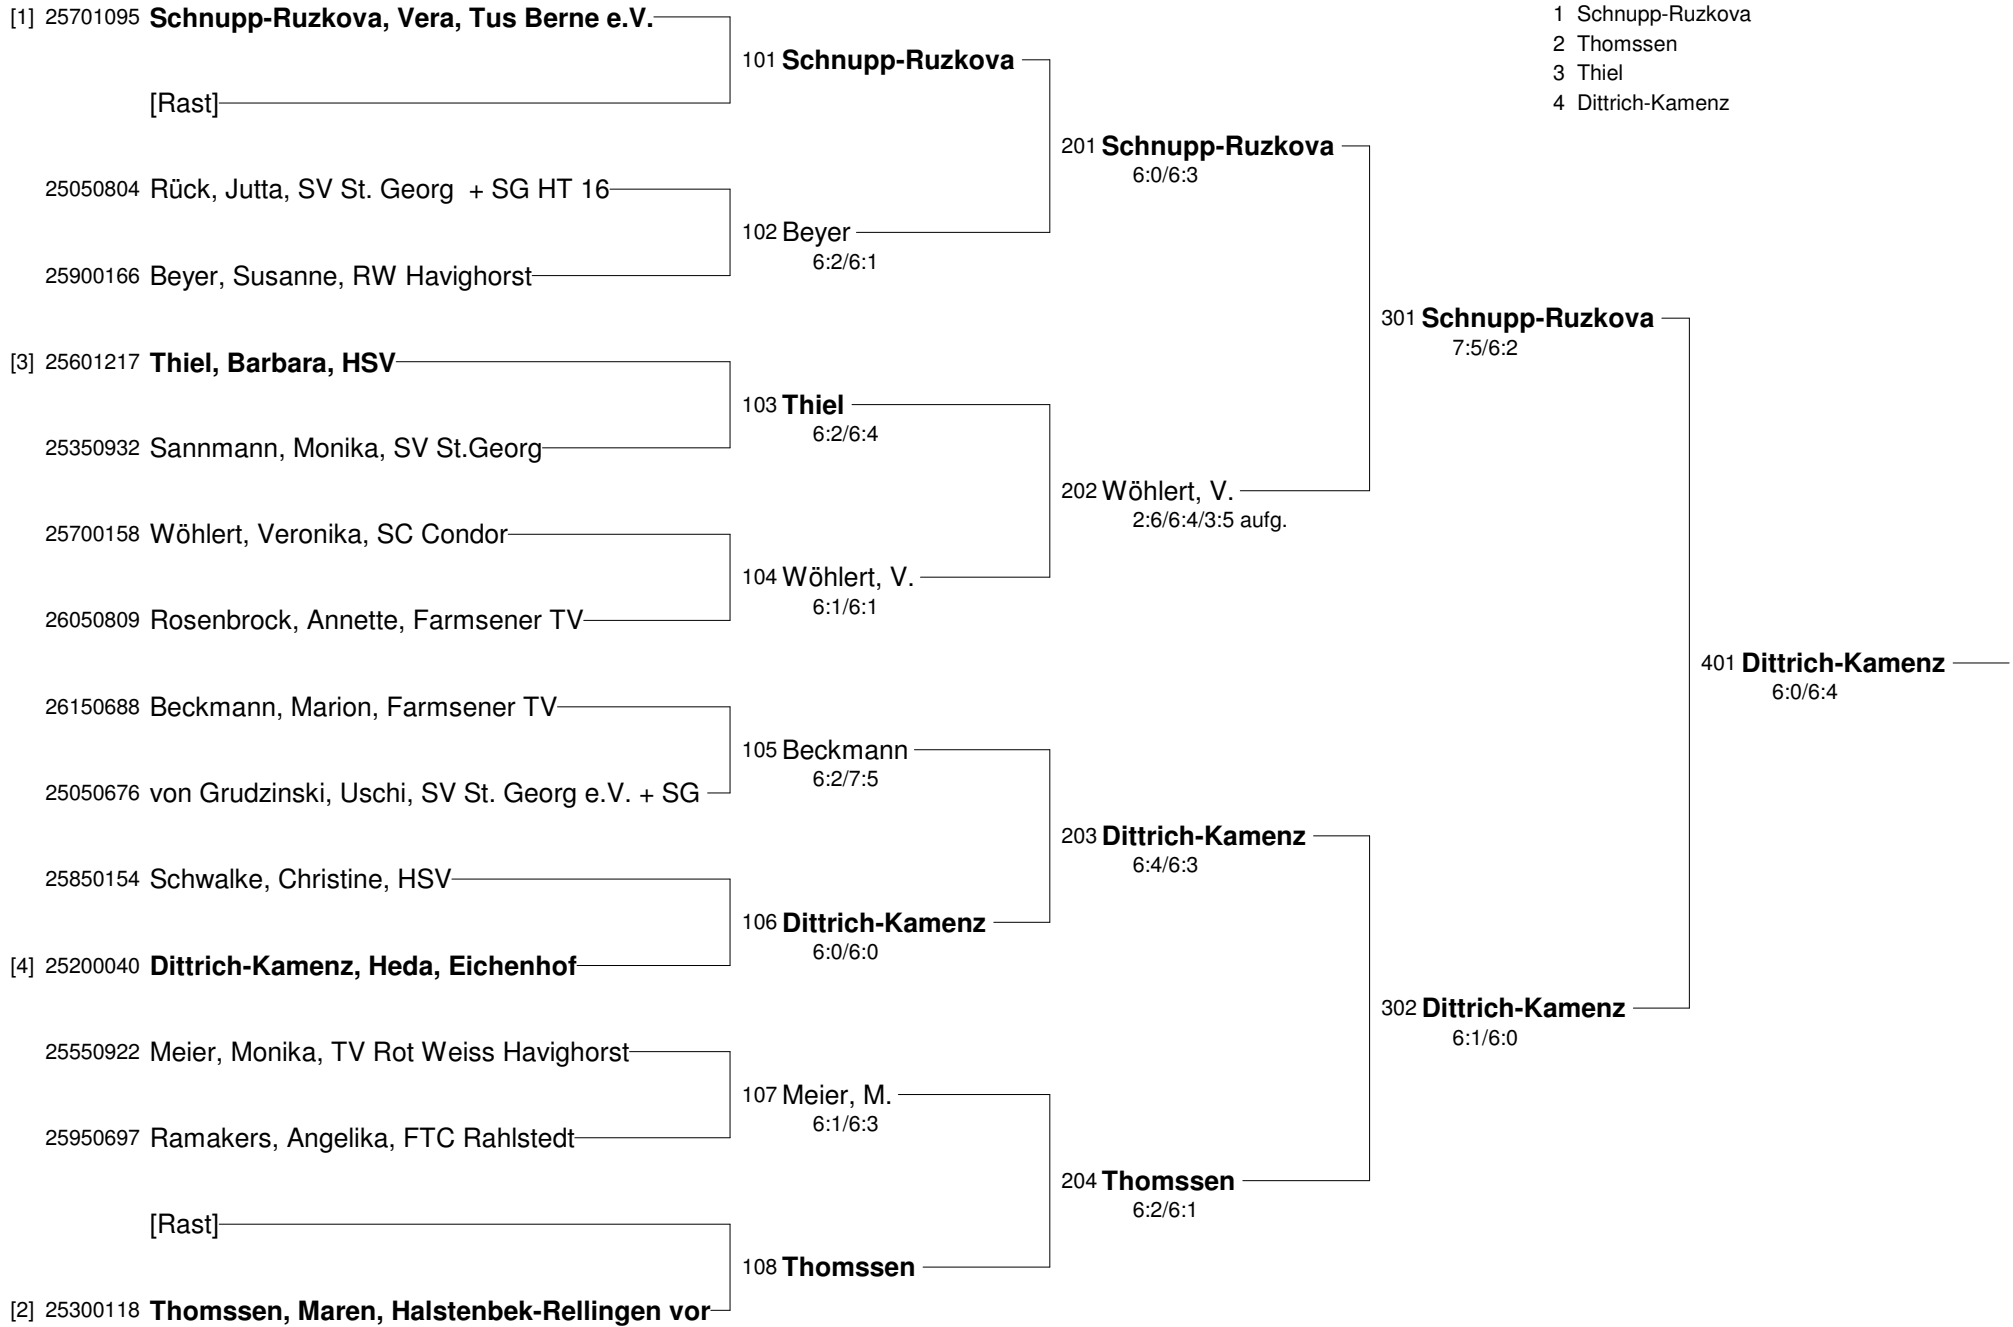 [1] 25701095 Schnupp-Ruzkova, Vera, Tus Berne e.V.
[Rast]
25050804 Rück, Jutta, SV St. Georg + SG HT 16
25900166 Beyer, Susanne, RW Havighorst
[3] 25601217 Thiel, Barbara, HSV
25350932 Sannmann, Monika, SV St.Georg
25700158 Wöhlert, Veronika, SC Condor
26050809 Rosenbrock, Annette, Farmsener TV
26150688 Beckmann, Marion, Farmsener TV
25050676 von Grudzinski, Uschi, SV St. Georg e.V. + SG
25850154 Schwalke, Christine, HSV
[4] 25200040 Dittrich-Kamenz, Heda, Eichenhof
25550922 Meier, Monika, TV Rot Weiss Havighorst
25950697 Ramakers, Angelika, FTC Rahlstedt
[Rast]
[2] 25300118 Thomssen, Maren, Halstenbek-Rellingen vor
101 Schnupp-Ruzkova
102 Beyer
6:2/6:1
103 Thiel
6:2/6:4
104 Wöhlert, V.
6:1/6:1
105 Beckmann
6:2/7:5
106 Dittrich-Kamenz
6:0/6:0
107 Meier, M.
6:1/6:3
108 Thomssen
201 Schnupp-Ruzkova
6:0/6:3
202 Wöhlert, V.
2:6/6:4/3:5 aufg.
203 Dittrich-Kamenz
6:4/6:3
204 Thomssen
6:2/6:1
301 Schnupp-Ruzkova
7:5/6:2
302 Dittrich-Kamenz
6:1/6:0
401 Dittrich-Kamenz
6:0/6:4
1 Schnupp-Ruzkova
2 Thomssen
3 Thiel
4 Dittrich-Kamenz